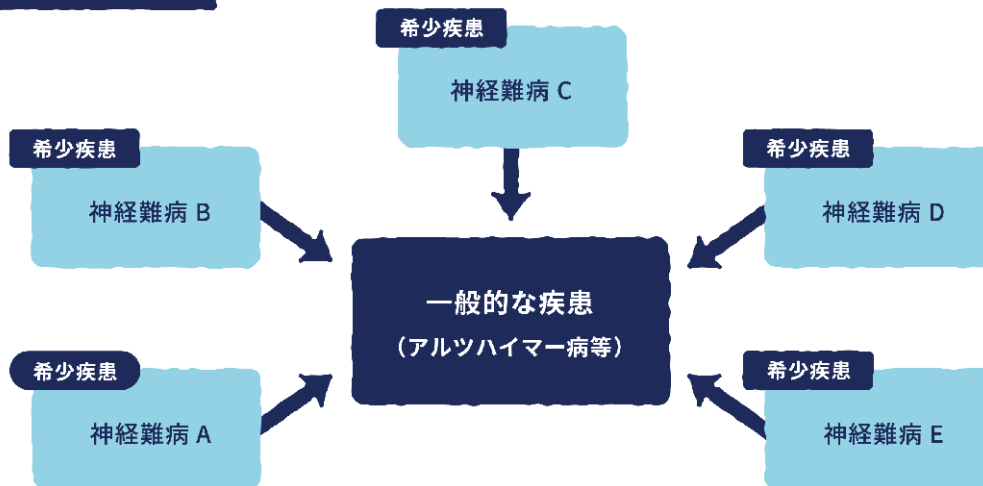 希少疾患
神経難病 C
希少疾患
神経難病 B
希少疾患
神経難病 D
一般的な疾患
（アルツハイマー病等）
希少疾患
神経難病 A
希少疾患
神経難病 E